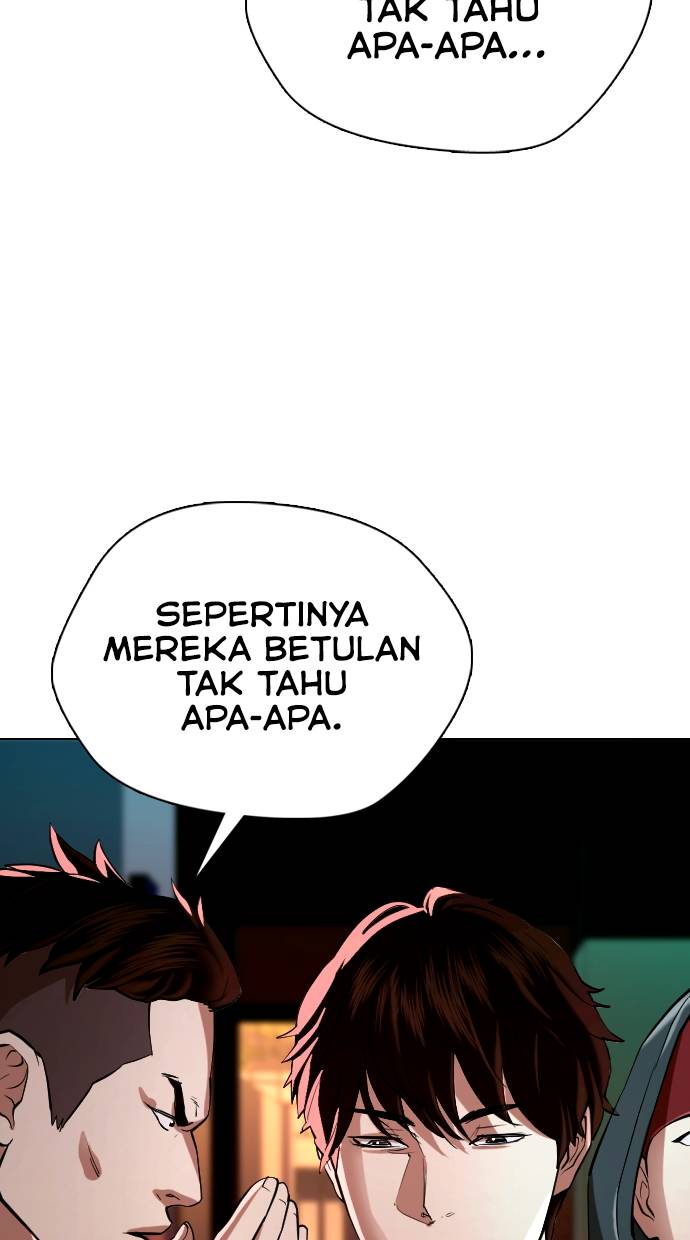 TAK TAHU
APA-APA...
SEPERTINYA
MEREKA BETULAN
TAK TAHU
APA-APA.